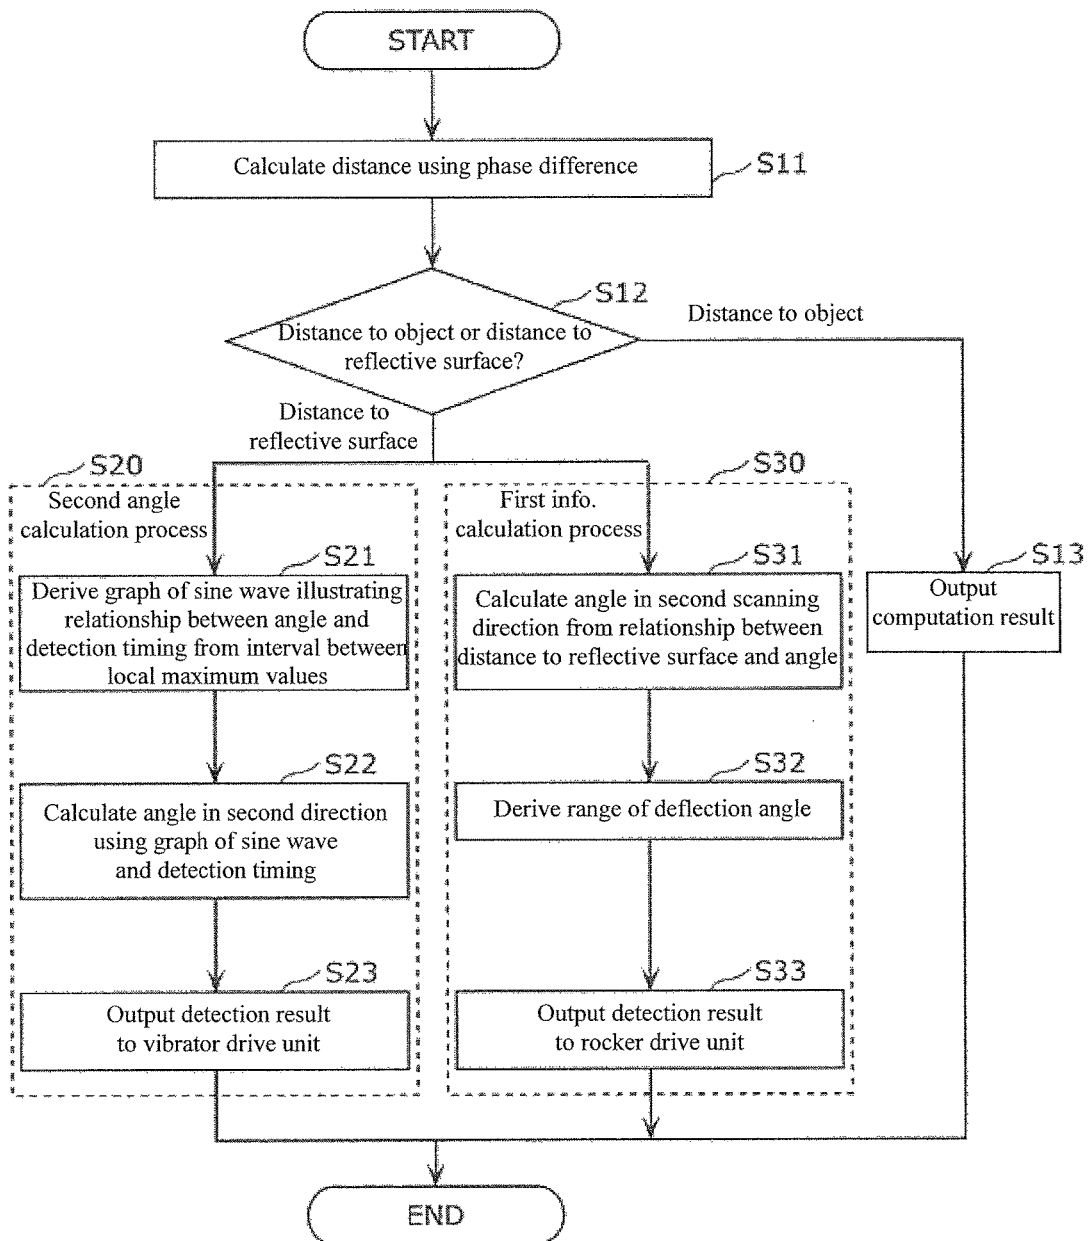 START
Calculate distance using phase difference
S11
S12
Distance to object or distance to
reflective surface?
Distance to object
Distance to
reflective surface
S20
Second angle
calculation process
S30
First info.
calculation process
S21
Derive graph of sine wave illustrating
relationship between angle and
detection timing from interval between
local maximum values
S31
Calculate angle in second scanning
direction from relationship between
distance to reflective surface and angle
S13
Output
computation result
S22
Calculate angle in second direction
using graph of sine wave
and detection timing
S32
Derive range of deflection angle
S23
Output detection result
to vibrator drive unit
S33
Output detection result
to rocker drive unit
END